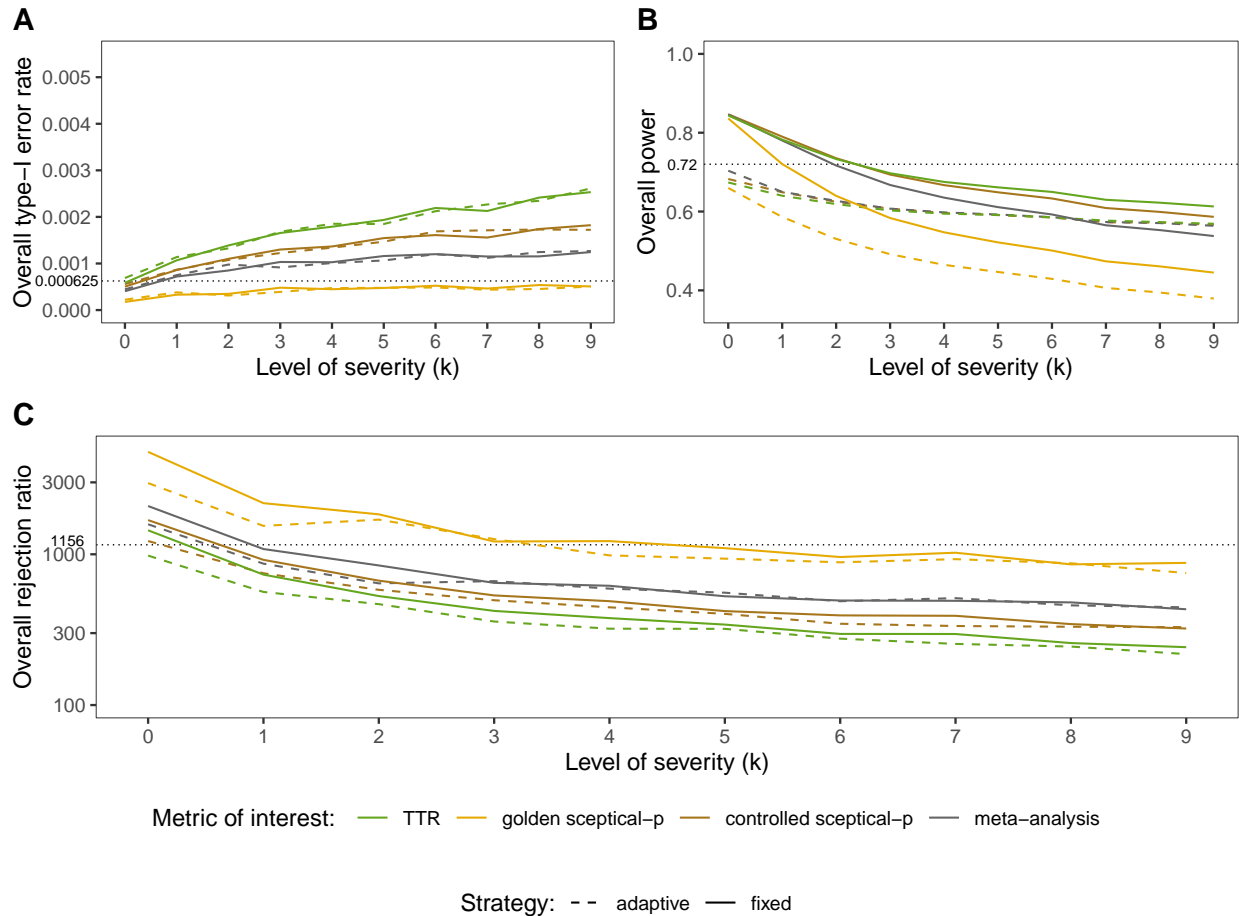 A
Overall type−I error rate
0.005
0.004
0.003
0.002
0.001
0.000625
0.000
0 1 2 3 4 5 6 7 8 9
Level of severity (k)
B
Overall power
1.0
0.8
0.72
0.6
0.4
0 1 2 3 4 5 6 7 8 9
Level of severity (k)
C
Overall rejection ratio
3000
1156
1000
300
100
0 1 2 3 4 5 6 7 8 9
Level of severity (k)
Metric of interest: TTR golden sceptical−p controlled sceptical−p meta−analysis
Strategy: adaptive fixed